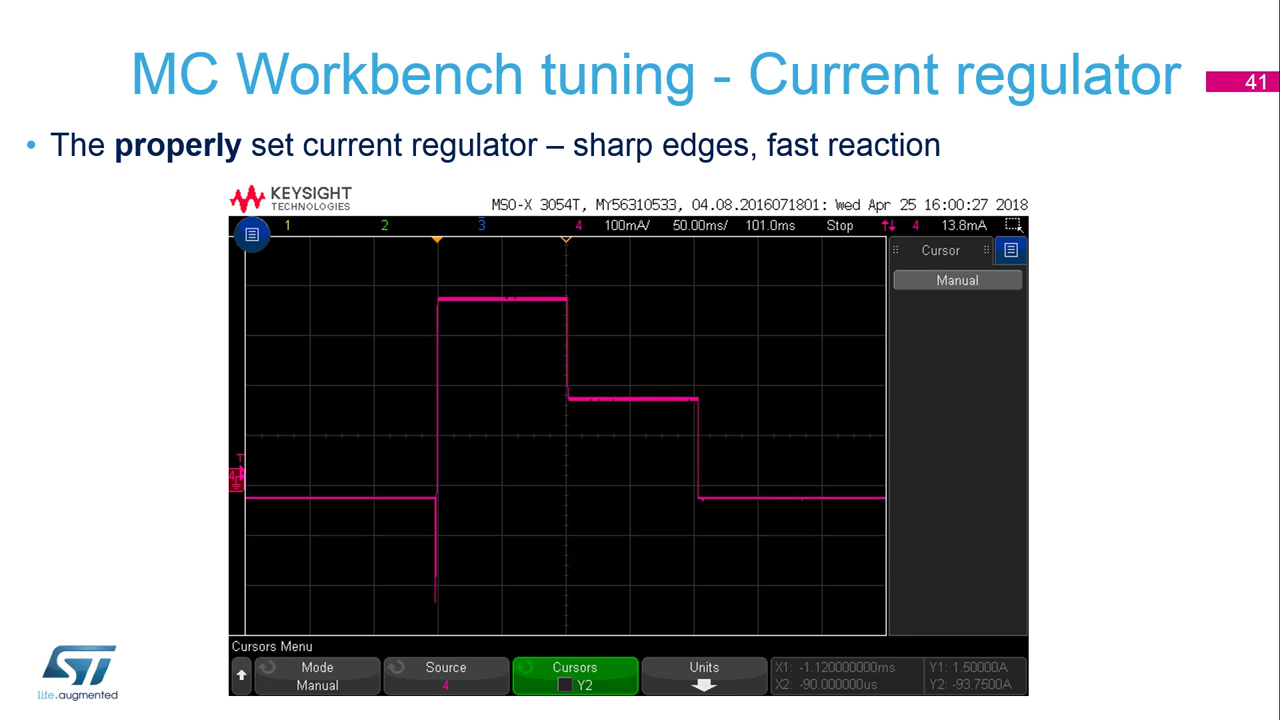 MC Workbench tuning - Current regulator
41
• The properly set current regulator – sharp edges, fast reaction
KEYSIGHT
TECHNOLOGIES
MSO-X 3054T, MY56310533, 04.08.2016071801: Wed Apr 25 16:00:27 2018
1 2 3 4 100mA/ 50.00ms/ 101.0ms Stop 4 13.8mA
Cursor
Manual
T
4
Cursors Menu
Mode
Manual
Source
4
Cursors
Y2
Units
X1: -1.120000000ms
X2: -90.000000us
Y1: 1.50000A
Y2: -93.7500A
ST
life.augmented